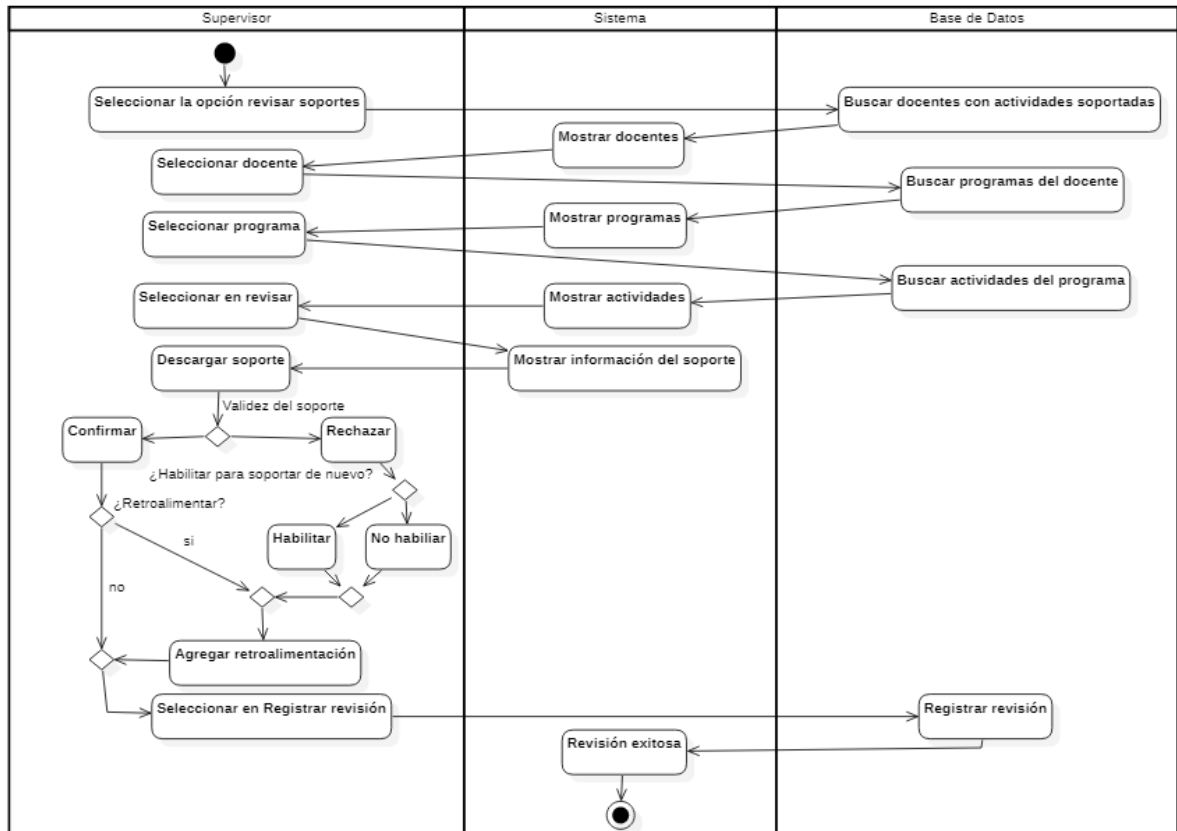 Supervisor
Sistema
Base de Datos
Seleccionar la opción revisar soportes
Buscar docentes con actividades soportadas
Mostrar docentes
Seleccionar docente
Buscar programas del docente
Mostrar programas
Seleccionar programa
Buscar actividades del programa
Seleccionar en revisar
Mostrar actividades
Descargar soporte
Mostrar información del soporte
Validez del soporte
Confirmar
Rechazar
¿Habilitar para soportar de nuevo?
¿Retroalimentar?
Habilitar
No habiliar
si
no
Agregar retroalimentación
Seleccionar en Registrar revisión
Registrar revisión
Revisión exitosa